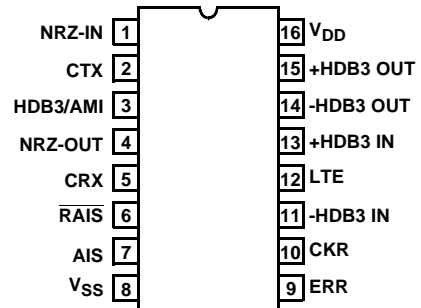 NRZ-IN 1
CTX 2
HDB3/AMI 3
NRZ-OUT 4
CRX 5
RAIS 6
AIS 7
VSS 8
16 VDD
15 +HDB3 OUT
14 -HDB3 OUT
13 +HDB3 IN
12 LTE
11 -HDB3 IN
10 CKR
9 ERR